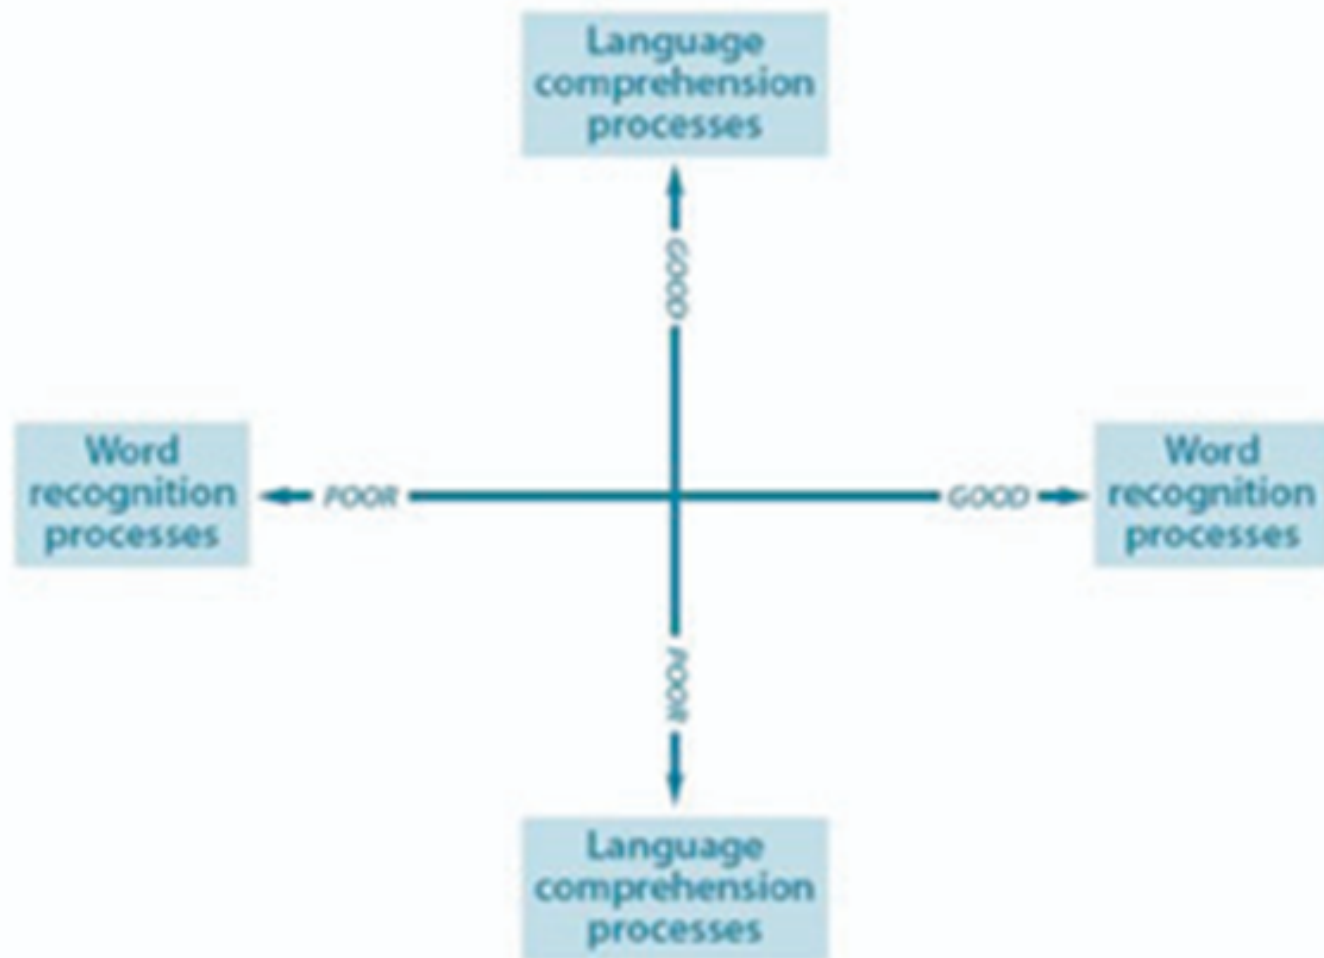 Language
comprehension
processes
GOOD
Word
recognition
processes
POOR
GOOD
Word
recognition
processes
POOR
Language
comprehension
processes